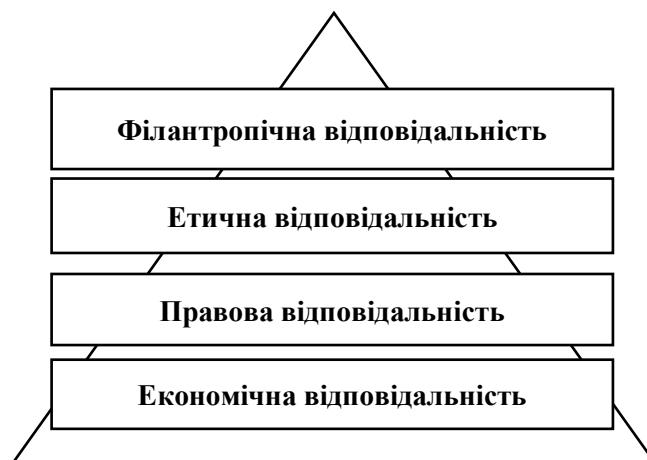 Філантропічна відповідальність
Етична відповідальність
Правова відповідальність
Економічна відповідальність